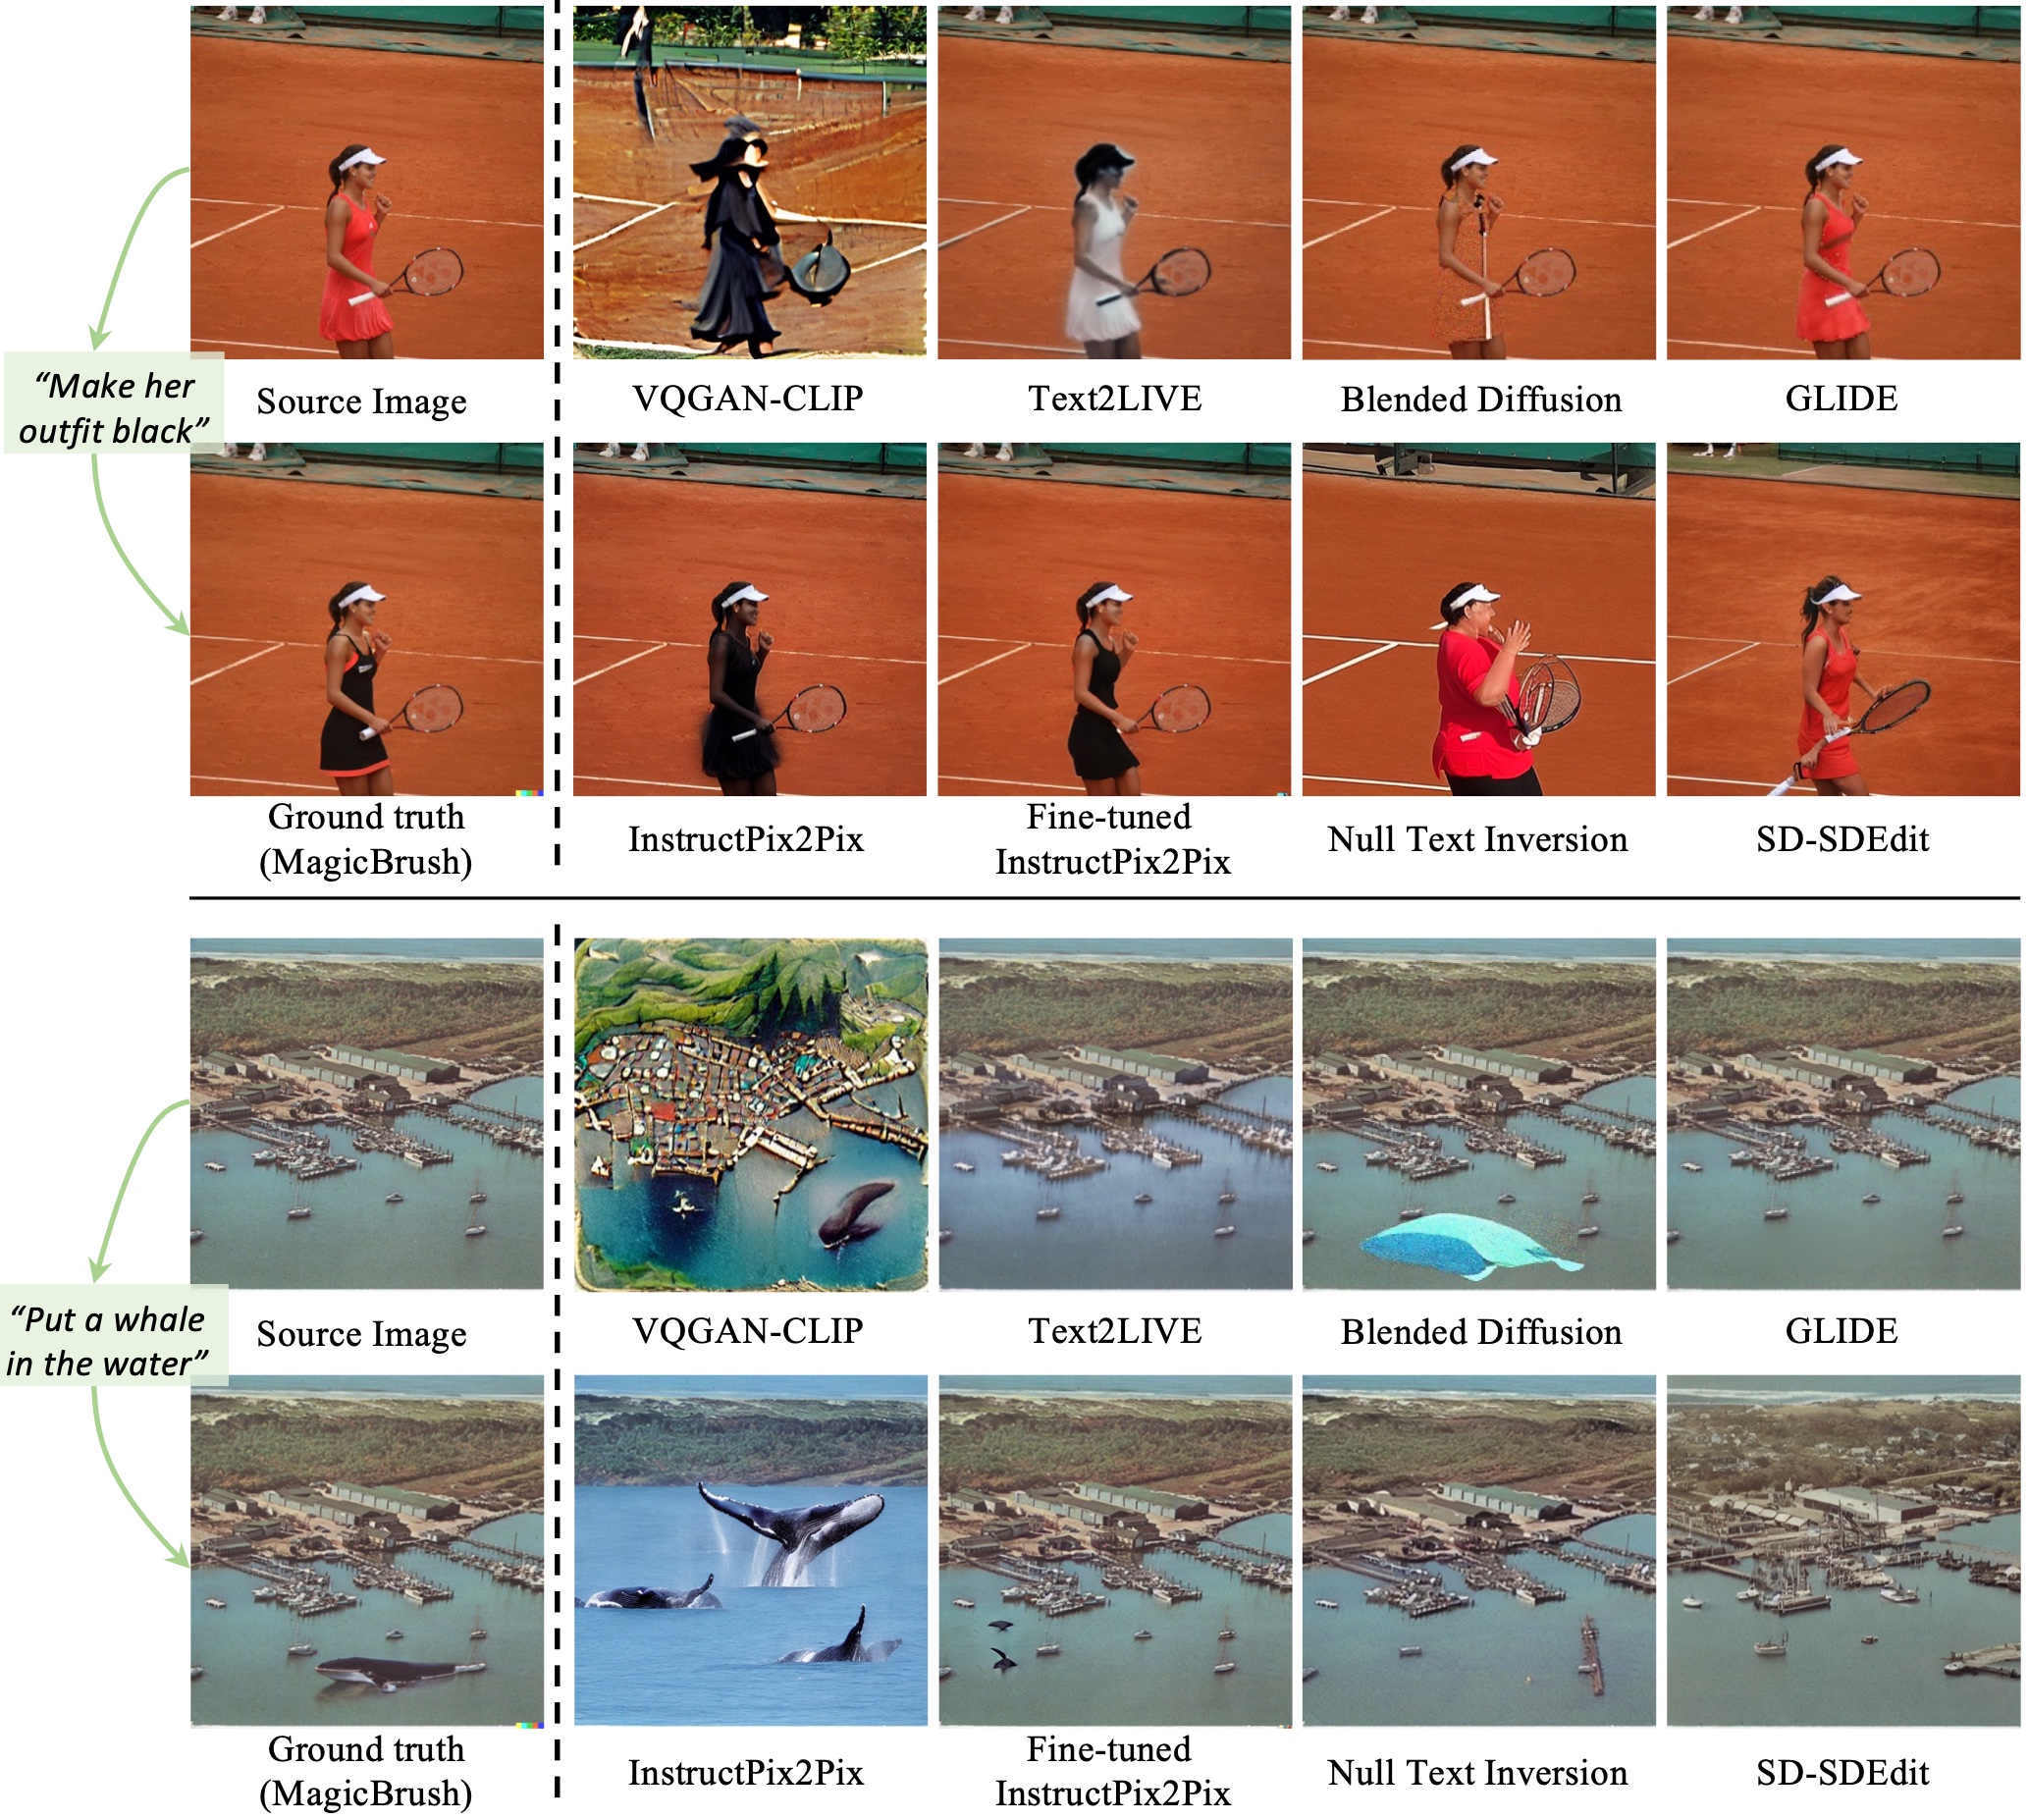 “Make her
outfit black”
Source Image
VQGAN-CLIP
Text2LIVE
Blended Diffusion
GLIDE
Ground truth
(MagicBrush)
InstructPix2Pix
Fine-tuned
InstructPix2Pix
Null Text Inversion
SD-SDEdit
“Put a whale
in the water”
Source Image
VQGAN-CLIP
Text2LIVE
Blended Diffusion
GLIDE
Ground truth
(MagicBrush)
InstructPix2Pix
Fine-tuned
InstructPix2Pix
Null Text Inversion
SD-SDEdit